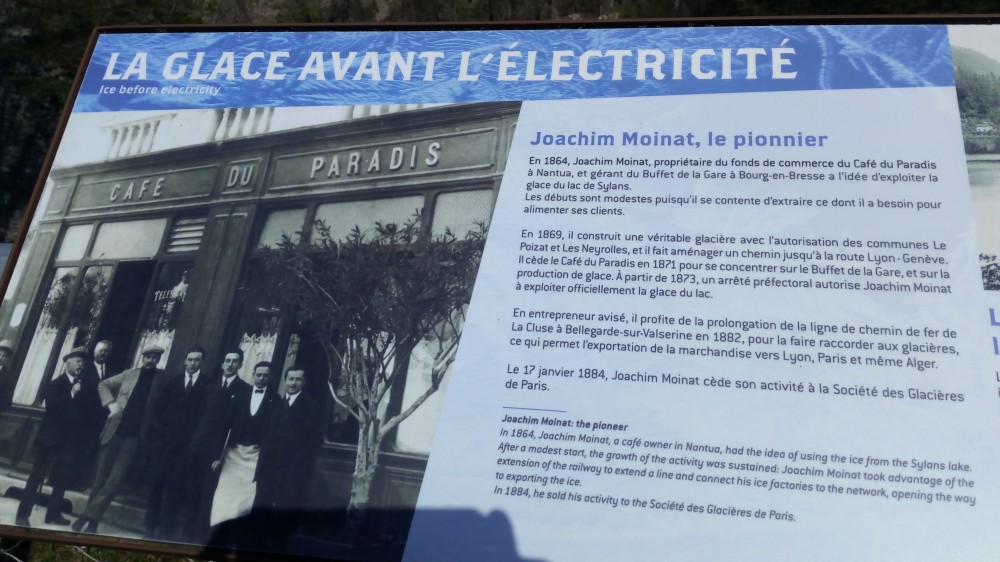 LA GLACE AVANT L'ÉLECTRICITÉ
Ice before electricity
CAFÉ DU PARADIS
Joachim Moinat, le pionnier
En 1864, Joachim Moinat, propriétaire du fonds de commerce du Café du Paradis
à Nantua, et gérant du Buffet de la Gare à Bourg-en-Bresse a l'idée d'exploiter la
glace du lac de Sylans.
Les débuts sont modestes puisqu'il se contente d'extraire ce dont il a besoin pour
alimenter ses clients.
En 1869, il construit une véritable glacière avec l'autorisation des communes Le
Poizat et Les Neyrolles, et il fait aménager un chemin jusqu'à la route Lyon-Genève.
Il cède le Café du Paradis en 1871 pour se concentrer sur le Buffet de la Gare, et sur la
production de glace. À partir de 1873, un arrêté préfectoral autorise Joachim Moinat
à exploiter officiellement la glace du lac.
En entrepreneur avisé, il profite de la prolongation de la ligne de chemin de fer de
La Cluse à Bellegarde-sur-Valserine en 1882, pour la faire raccorder aux glacières,
ce qui permet l'exportation de la marchandise vers Lyon, Paris et même Alger.
Le 17 janvier 1884, Joachim Moinat cède son activité à la Société des Glacières
de Paris.
Joachim Moinat: the pioneer
In 1864, Joachim Moinat, a café owner in Nantua, had the idea of using the ice from the Sylans lake.
After a modest start, the growth of the activity was sustained: Joachim Moinat took advantage of the
extension of the railway to extend a line and connect his ice factories to the network, opening the way
to exporting the ice.
In 1884, he sold his activity to the Société des Glacières de Paris.